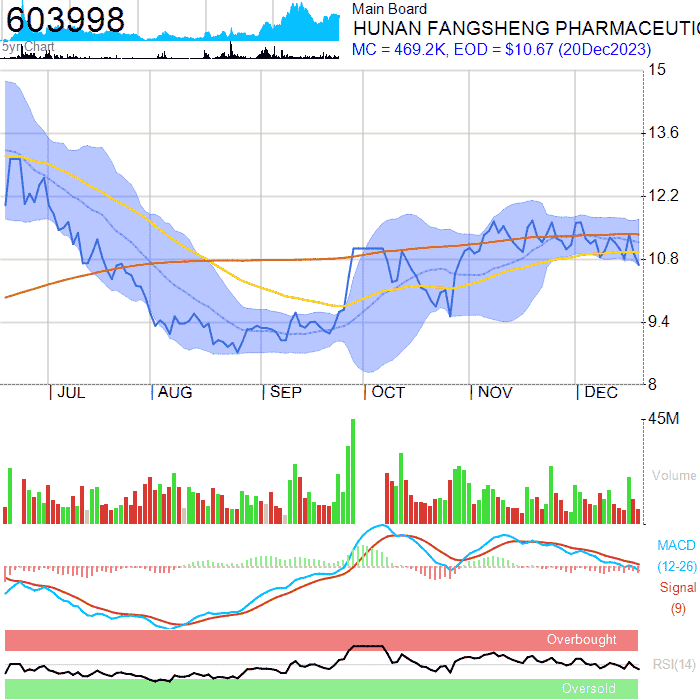 603998
5yr Chart
Main Board
HUNAN FANGSHENG PHARMACEUTIC
MC = 469.2K, EOD = $10.67 (20Dec2023)
15
13.6
12.2
10.8
9.4
8
JUL AUG SEP OCT NOV DEC
45M
Volume
MACD
(12-26)
Signal
(9)
Overbought
RSI(14)
Oversold